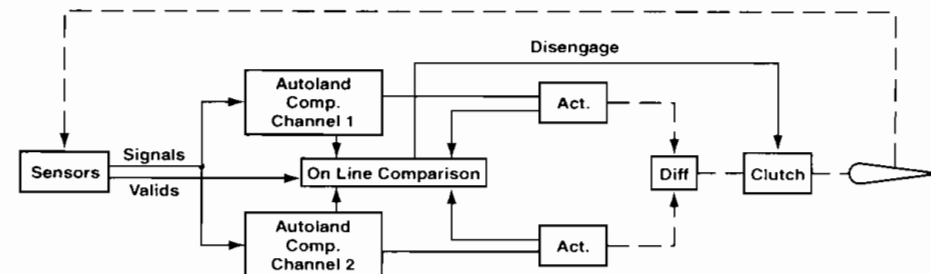 Disengage
Autoland
Comp.
Channel 1
Act.
Signals
Sensors
Valids
On Line Comparison
Diff
Clutch
Autoland
Comp.
Channel 2
Act.